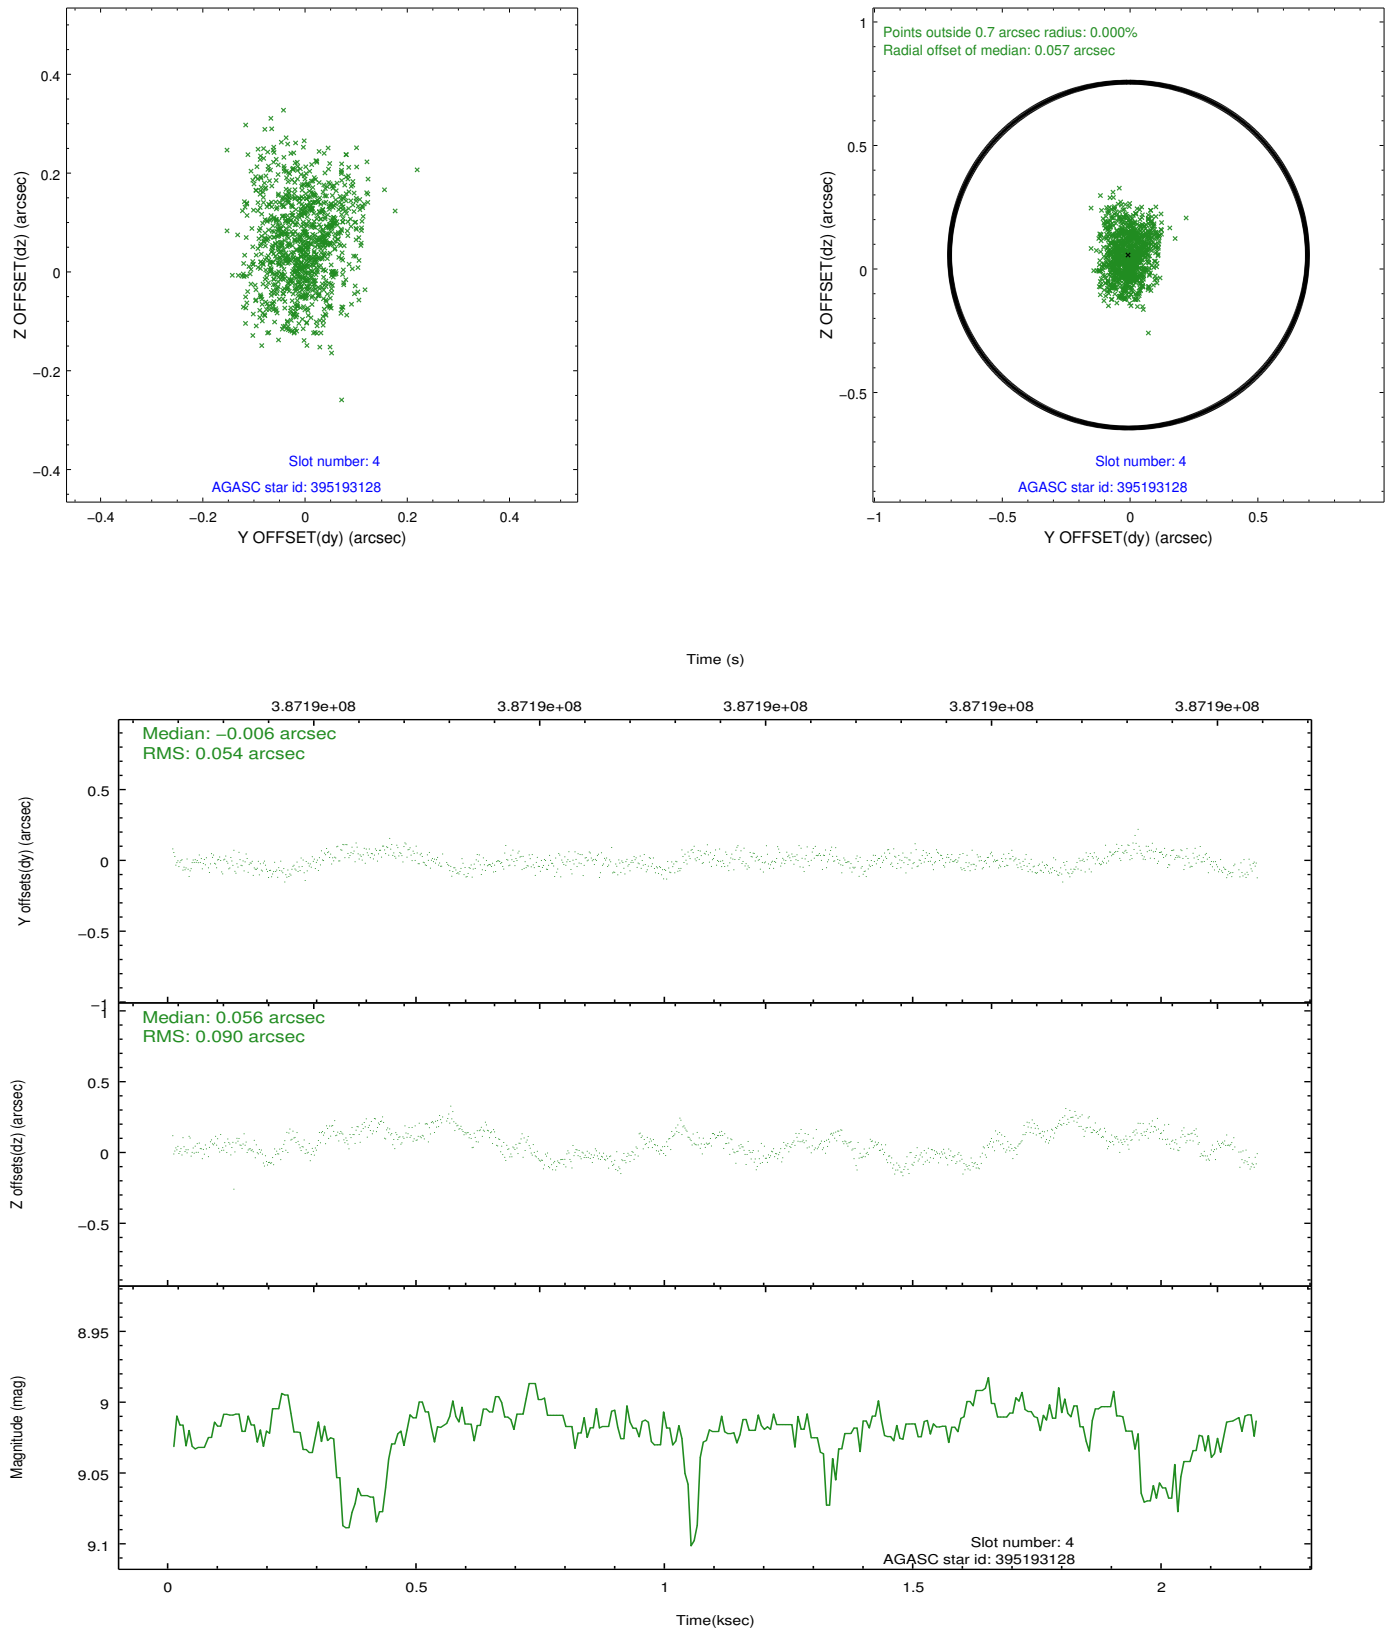 0.4
0.2
0
−0.2
−0.4
Z OFFSET(dz) (arcsec)
Slot number: 4
AGASC star id: 395193128
−0.4 −0.2 0 0.2 0.4
Y OFFSET(dy) (arcsec)
Points outside 0.7 arcsec radius: 0.000%
Radial offset of median: 0.057 arcsec
1
0.5
0
−0.5
Z OFFSET(dz) (arcsec)
Slot number: 4
AGASC star id: 395193128
−1 −0.5 0 0.5
Y OFFSET(dy) (arcsec)
Time (s)
3.8719e+08 3.8719e+08 3.8719e+08 3.8719e+08 3.8719e+08
Median: −0.006 arcsec
RMS: 0.054 arcsec
0.5
0
−0.5
−1
Y offsets(dy) (arcsec)
Median: 0.056 arcsec
RMS: 0.090 arcsec
1
0.5
0
−0.5
Z offsets(dz) (arcsec)
8.95
9
9.05
9.1
Magnitude (mag)
Slot number: 4
AGASC star id: 395193128
0 0.5 1 1.5 2
Time(ksec)